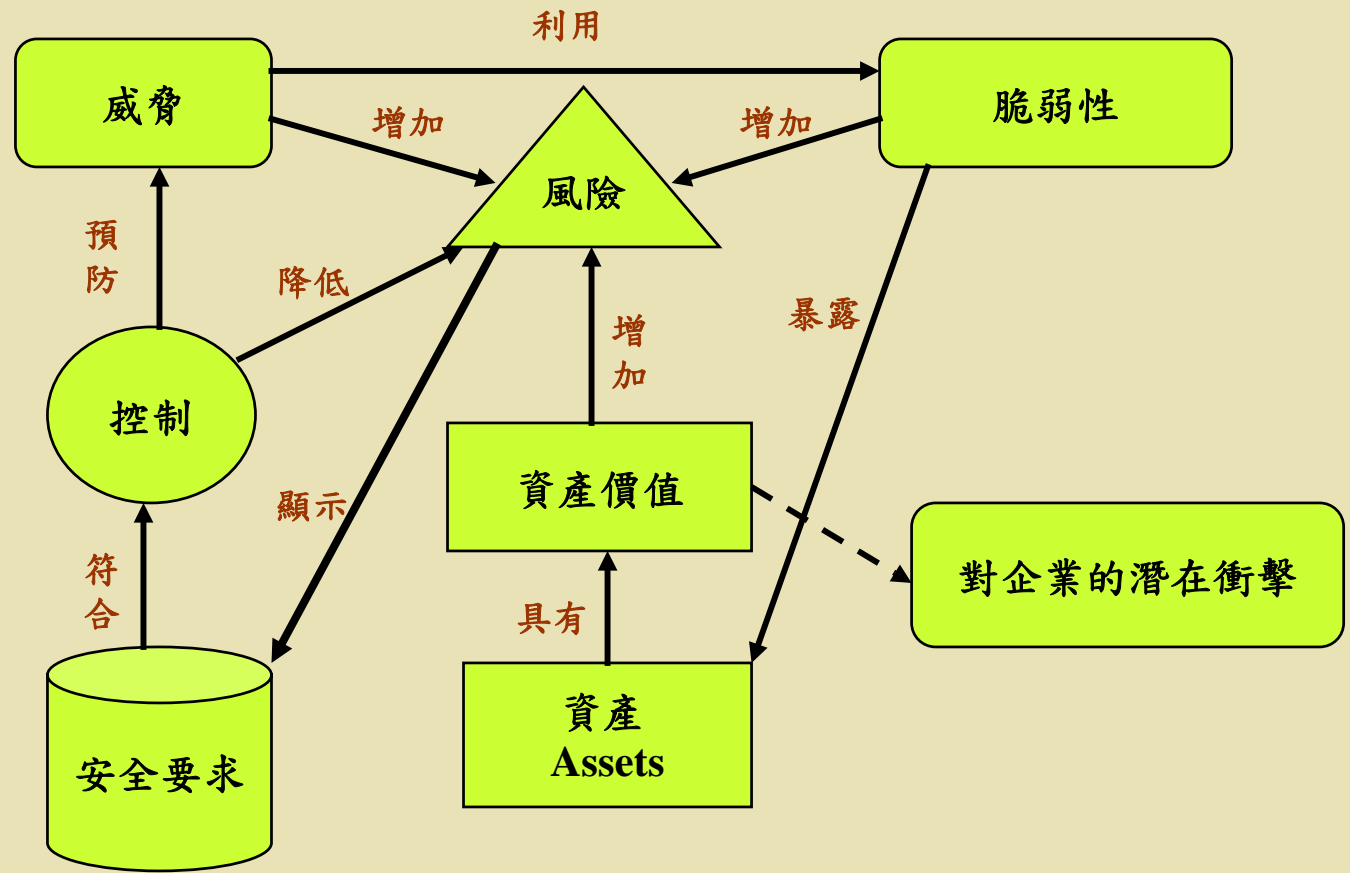 利用
威脅
增加
增加
脆弱性
風險
預
防
降低
暴露
增
加
控制
資產價值
顯示
符
合
對企業的潛在衝擊
具有
資產
Assets
安全要求